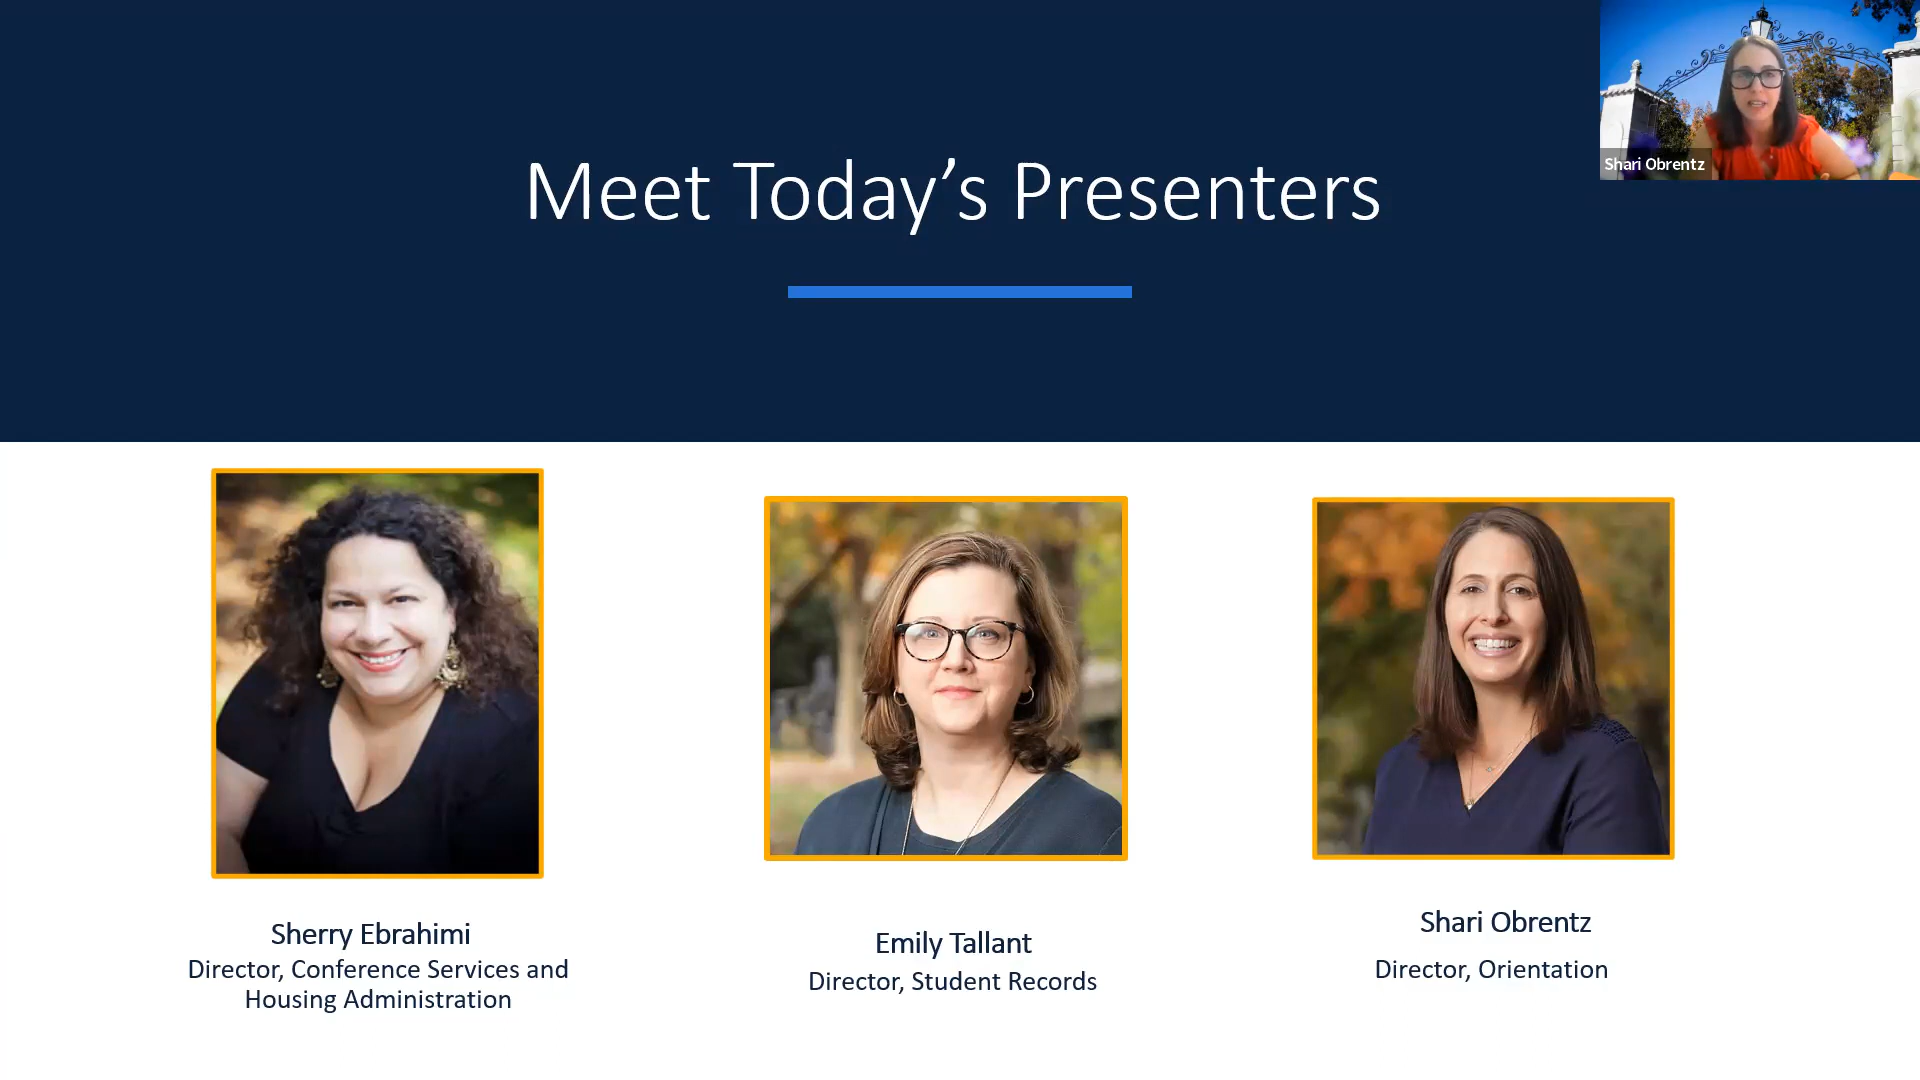 Shari Obrentz
Meet Today’s Presenters
Sherry Ebrahimi
Director, Conference Services and
Housing Administration
Emily Tallant
Director, Student Records
Shari Obrentz
Director, Orientation